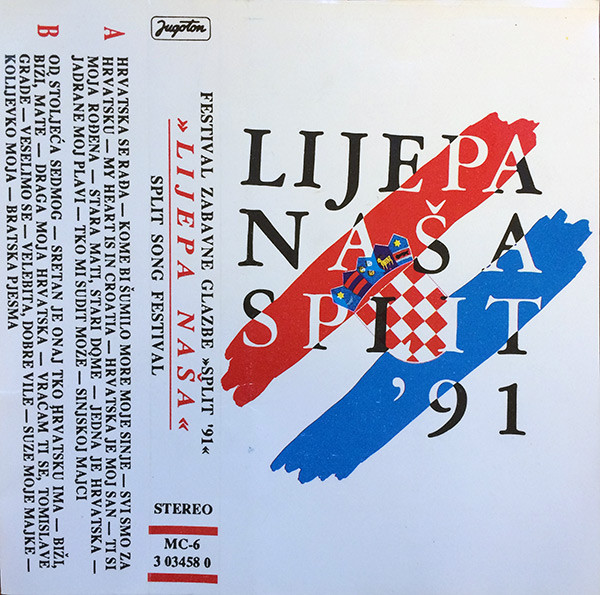 Jugoton
FESTIVAL ZABAVNE GLAZBE »SPLIT '91«
»LIJEPA NAŠA«
SPLIT SONG FESTIVAL
STEREO
MC-6
3 03458 0
LIJEPA
NAŠA
SPLIT
'91
A
HRVATSKA SE RAĐA — KOME BI ŠUMILO MORE MOJE SINJE — SVI SMO ZA
HRVATSKU — MY HEART IS IN CROATIA — HRVATSKA JE MOJ SAN — TI SI
MOJA ROĐENA — STARA MATI, STARI DOME — JEDNA JE HRVATSKA —
JADRANE MOJ PLAVI — TKO MI SUDIT MOŽE — SINJSKOJ MAJCI
B
OD STOLJEĆA SEDMOG — SRETAN JE ONAJ TKO HRVATSKU IMA — BIŽI,
BIŽI, MATE — DRAGA MOJA HRVATSKA — VRAĆAM TI SE, TOMISLAVE
GRADE — VESELIMO SE — VELEBITA, DOBRE VILE — SUZE MOJE MAJKE —
KOLIJEVKO MOJA — BRATSKA PJESMA